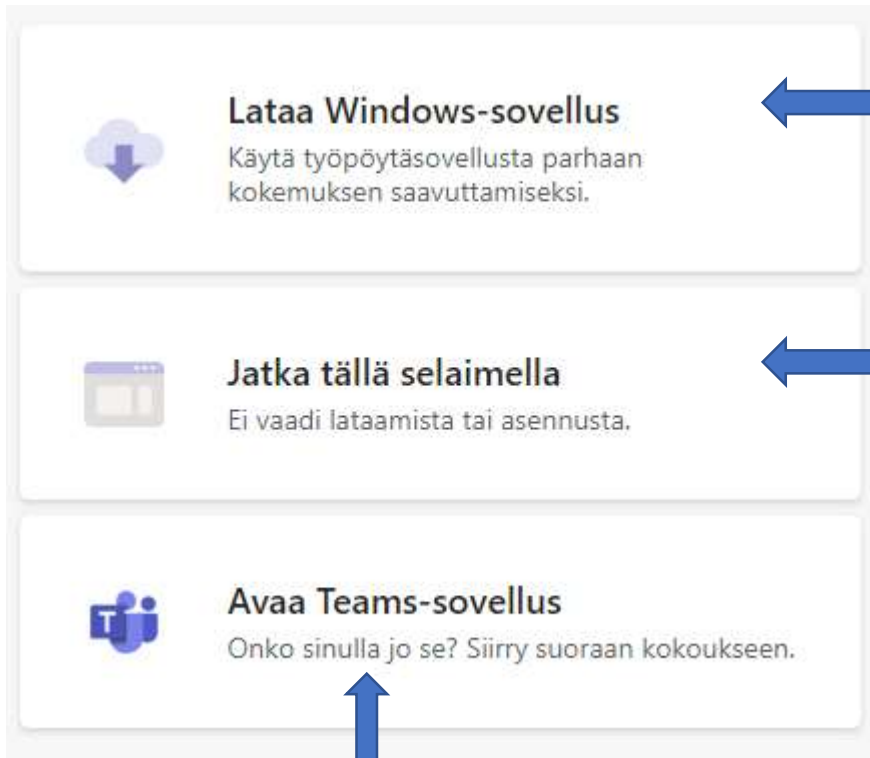 Lataa Windows-sovellus
Käytä työpöytäsovellusta parhaan
kokemuksen saavuttamiseksi.
Jatka tällä selaimella
Ei vaadi lataamista tai asennusta.
T
Avaa Teams-sovellus
Onko sinulla jo se? Siirry suoraan kokoukseen.